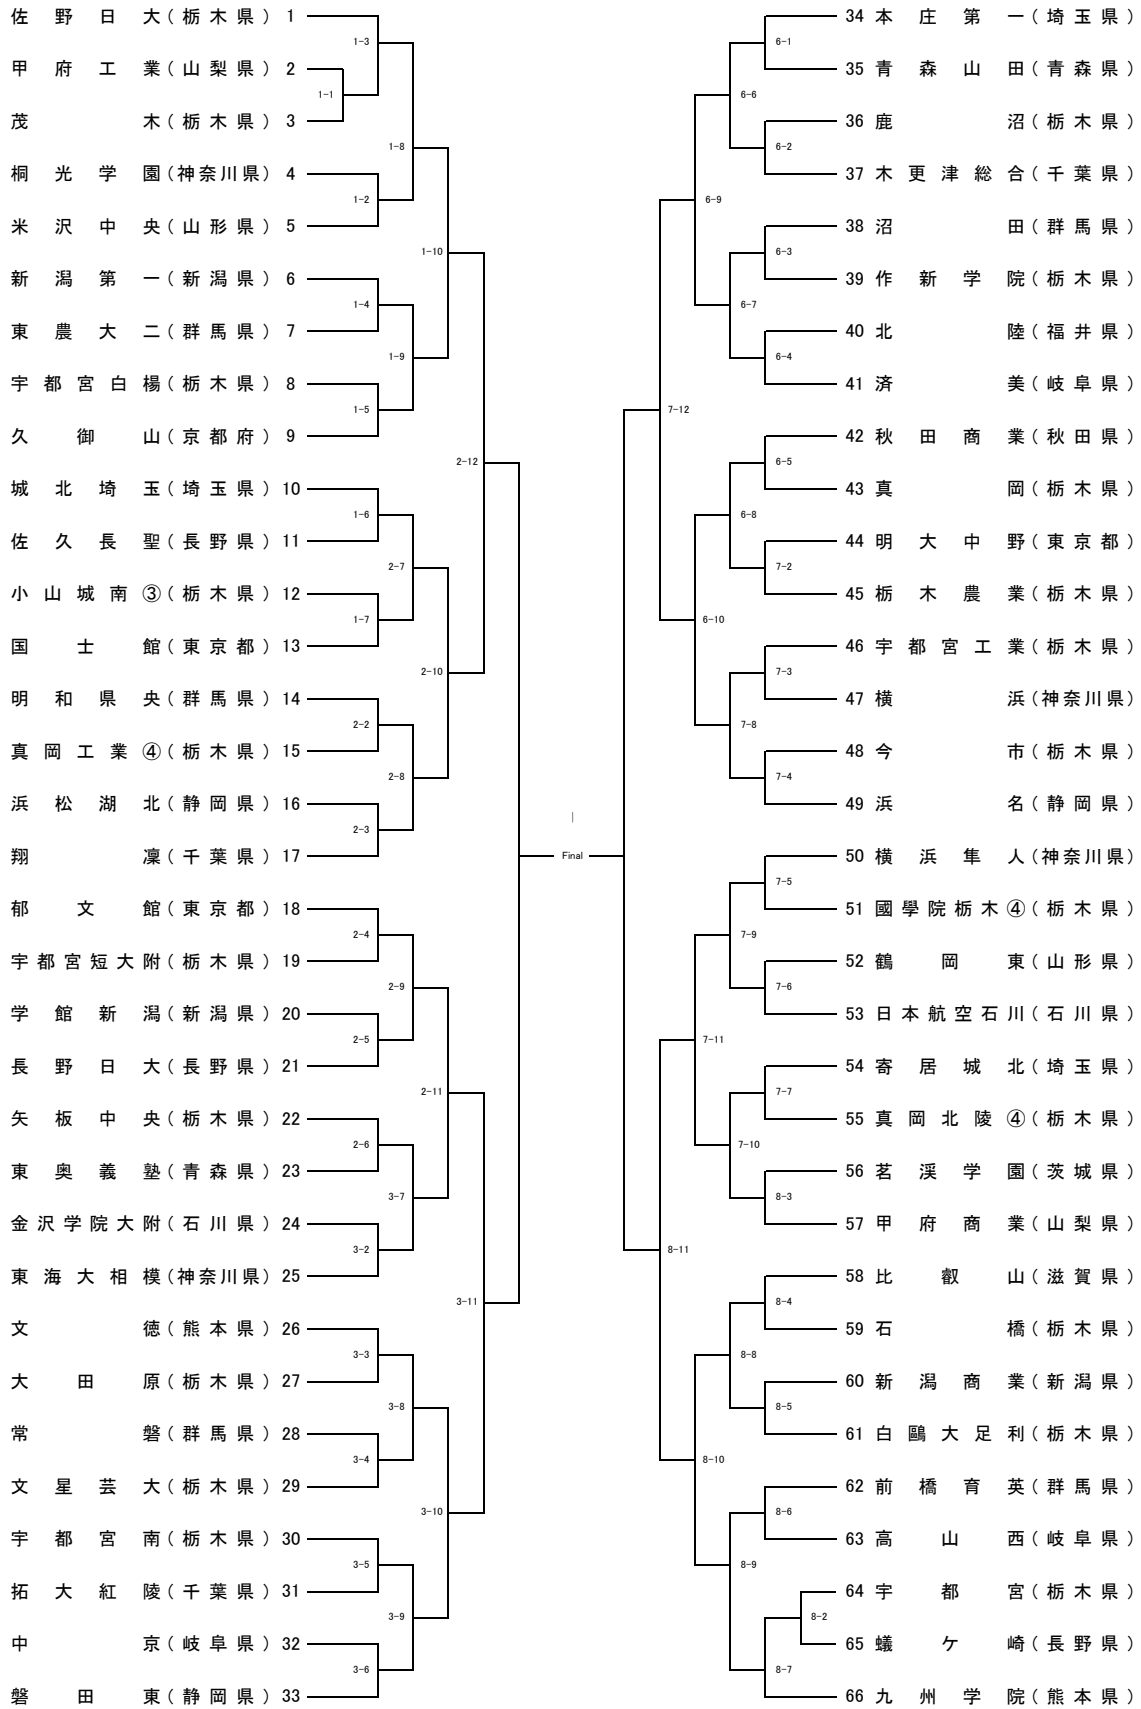 佐野日大(栃木県) 1
甲府工業(山梨県) 2
茂木(栃木県) 3
桐光学園(神奈川県) 4
米沢中央(山形県) 5
新潟第一(新潟県) 6
東農大二(群馬県) 7
宇都宮白楊(栃木県) 8
久御山(京都府) 9
城北埼玉(埼玉県) 10
佐久長聖(長野県) 11
小山城南③(栃木県) 12
国士館(東京都) 13
明和県央(群馬県) 14
真岡工業④(栃木県) 15
浜松湖北(静岡県) 16
翔凜(千葉県) 17
郁文館(東京都) 18
宇都宮短大附(栃木県) 19
学館新潟(新潟県) 20
長野日大(長野県) 21
矢板中央(栃木県) 22
東奥義塾(青森県) 23
金沢学院大附(石川県) 24
東海大相模(神奈川県) 25
文徳(熊本県) 26
大田原(栃木県) 27
常磐(群馬県) 28
文星芸大(栃木県) 29
宇都宮南(栃木県) 30
拓大紅陵(千葉県) 31
中京(岐阜県) 32
磐田東(静岡県) 33
1-3
1-1
1-8
1-2
1-10
1-4
1-9
1-5
2-12
1-6
2-7
1-7
2-10
2-2
2-8
2-3
2-4
2-9
2-5
2-11
2-6
3-7
3-2
3-11
3-3
3-8
3-4
3-10
3-5
3-9
3-6
Final
6-1
6-6
6-2
6-9
6-3
6-7
6-4
7-12
6-5
6-8
7-2
6-10
7-3
7-8
7-4
7-5
7-9
7-6
7-11
7-7
7-10
8-3
8-11
8-4
8-8
8-5
8-10
8-6
8-9
8-2
8-7
34 本庄第一(埼玉県)
35 青森山田(青森県)
36 鹿沼(栃木県)
37 木更津総合(千葉県)
38 沼田(群馬県)
39 作新学院(栃木県)
40 北陸(福井県)
41 済美(岐阜県)
42 秋田商業(秋田県)
43 真岡(栃木県)
44 明大中野(東京都)
45 栃木農業(栃木県)
46 宇都宮工業(栃木県)
47 横浜(神奈川県)
48 今市(栃木県)
49 浜名(静岡県)
50 横浜隼人(神奈川県)
51 國學院栃木④(栃木県)
52 鶴岡東(山形県)
53 日本航空石川(石川県)
54 寄居城北(埼玉県)
55 真岡北陵④(栃木県)
56 茗溪学園(茨城県)
57 甲府商業(山梨県)
58 比叡山(滋賀県)
59 石橋(栃木県)
60 新潟商業(新潟県)
61 白鷗大足利(栃木県)
62 前橋育英(群馬県)
63 高山西(岐阜県)
64 宇都宮(栃木県)
65 蟻ケ崎(長野県)
66 九州学院(熊本県)